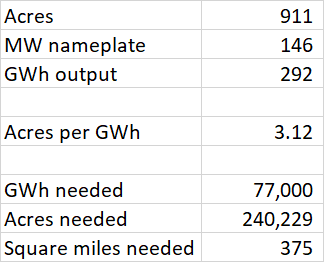 Acres 911
MW nameplate 146
GWh output 292
Acres per GWh 3.12
GWh needed 77,000
Acres needed 240,229
Square miles needed 375